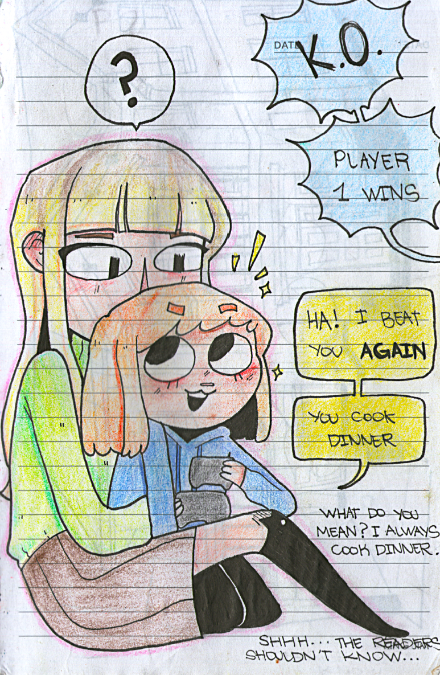 ?
DATE
K.O.
PLAYER
1 WINS
HA! I BEAT
YOU AGAIN
YOU COOK
DINNER
WHAT DO YOU
MEAN? I ALWAYS
COOK DINNER.
SHHH... THE READERS
SHOULDN'T KNOW...